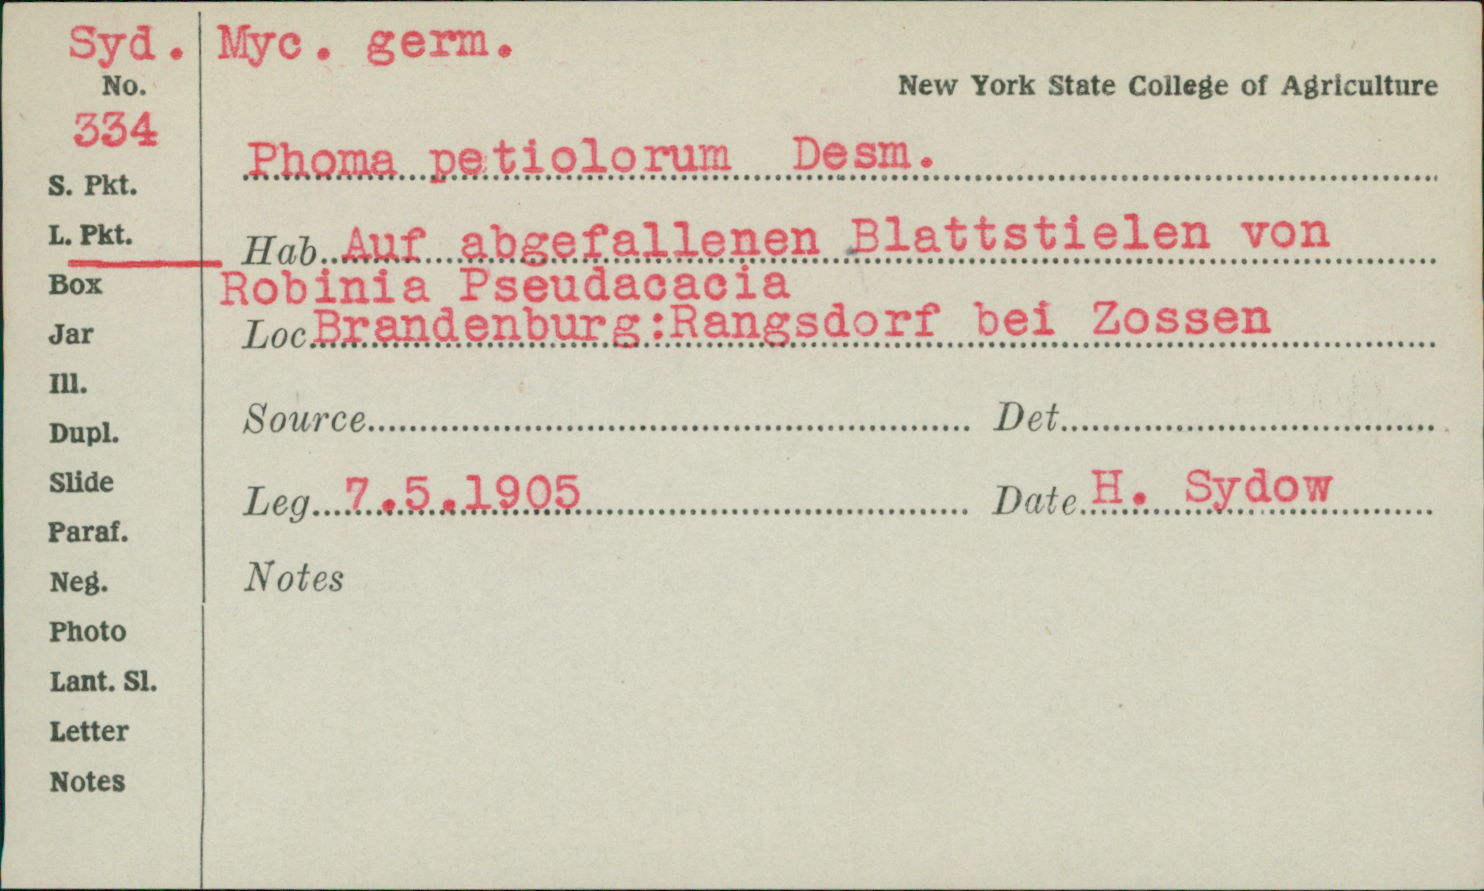 Syd. Myc. germ.
No.
New York State College of Agriculture
334
Phoma petiolorum Desm.
S. Pkt.
L. Pkt.
Hab. Auf abgefallenen Blattstielen von
Box
Robinia Pseudacacia
Jar
Loc. Brandenburg:Rangsdorf bei Zossen
Ill.
Dupl.
Source
Det.
Slide
Leg. 7.5.1905
Date H. Sydow
Paraf.
Neg.
Notes
Photo
Lant. Sl.
Letter
Notes